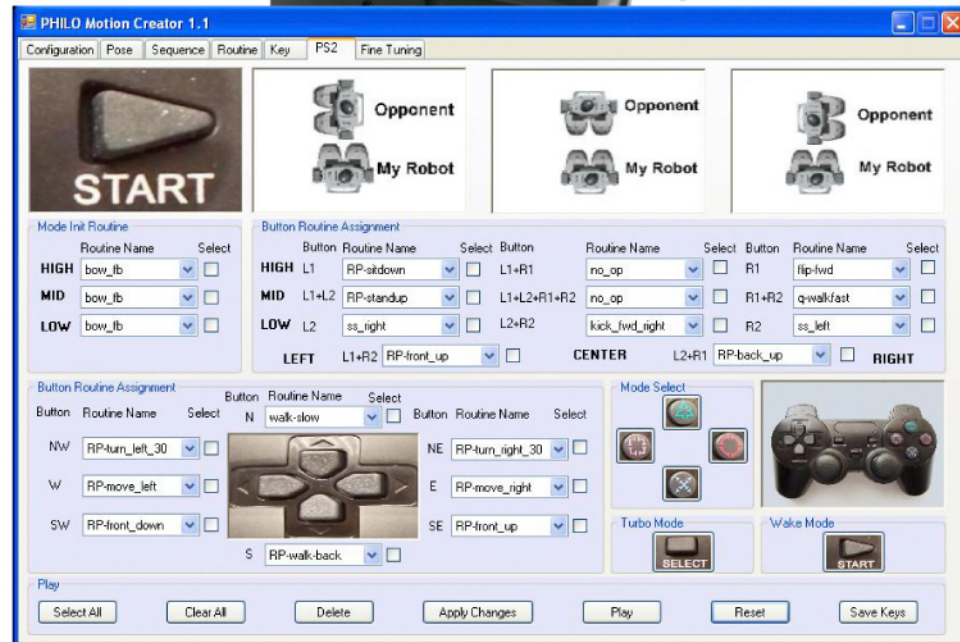 PHILO Motion Creator 1.1
Configuration Pose Sequence Routine Key PS2 Fine Tuning
START
Opponent
My Robot
Opponent
My Robot
Opponent
My Robot
Mode Init Routine
Routine Name Select
HIGH bow_fb
MID bow_fb
LOW bow_fb
Button Routine Assignment
Button Routine Name Select Button Routine Name Select Button Routine Name Select
HIGH L1 RP-sitdown L1+R1 no_op R1 flip-fwd
MID L1+L2 RP-standup L1+L2+R1+R2 no_op R1+R2 q-walkfast
LOW L2 ss_right L2+R2 kick_fwd_right R2 ss_left
LEFT L1+R2 RP-front_up CENTER L2+R1 RP-back_up RIGHT
Button Routine Assignment
Button Routine Name Select
Button Routine Name Select
N walk-slow
Button Routine Name Select
NW RP-turn_left_30
NE RP-turn_right_30
W RP-move_left
E RP-move_right
SW RP-front_down
SE RP-front_up
S RP-walk-back
Mode Select
Turbo Mode
SELECT
Wake Mode
START
Play
Select All Clear All Delete Apply Changes Play Reset Save Keys